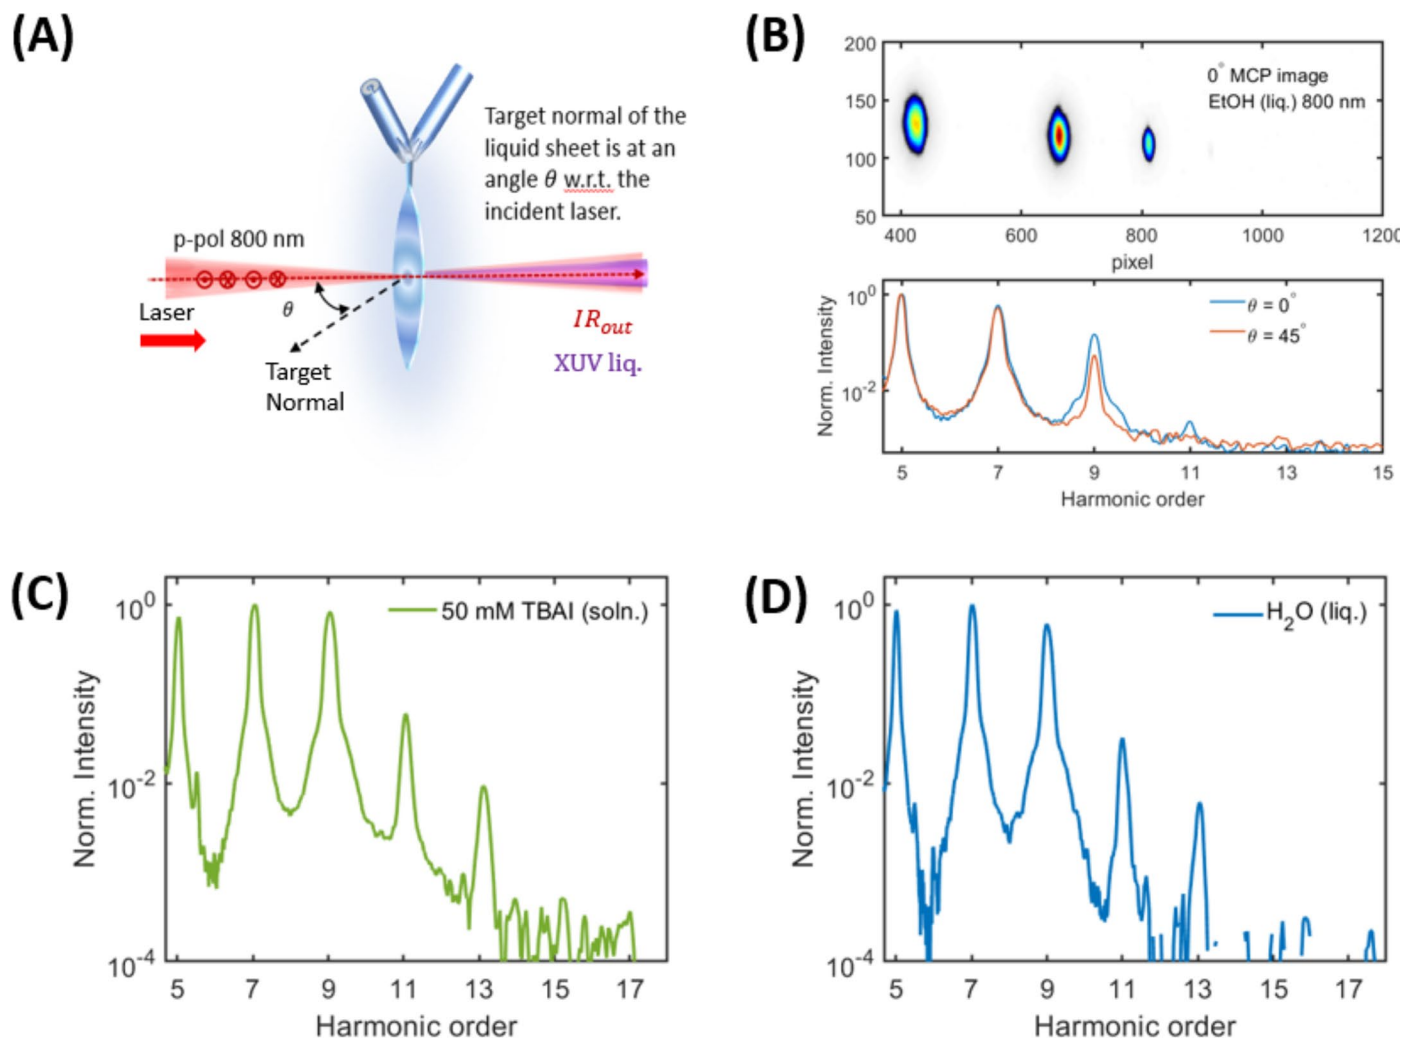 (A)
Target normal of the
liquid sheet is at an
angle θ w.r.t. the
incident laser.
p-pol 800 nm
Laser
θ
Target
Normal
IR_out
XUV liq.
(B)
200
150
100
50
0° MCP image
EtOH (liq.) 800 nm
400 600 800 1000 1200
pixel
Norm. Intensity
10^0
10^-2
θ = 0°
θ = 45°
5 7 9 11 13 15
Harmonic order
(C)
Norm. Intensity
10^0
10^-2
10^-4
50 mM TBAI (soln.)
5 7 9 11 13 15 17
Harmonic order
(D)
Norm. Intensity
10^0
10^-2
10^-4
H_2O (liq.)
5 7 9 11 13 15 17
Harmonic order